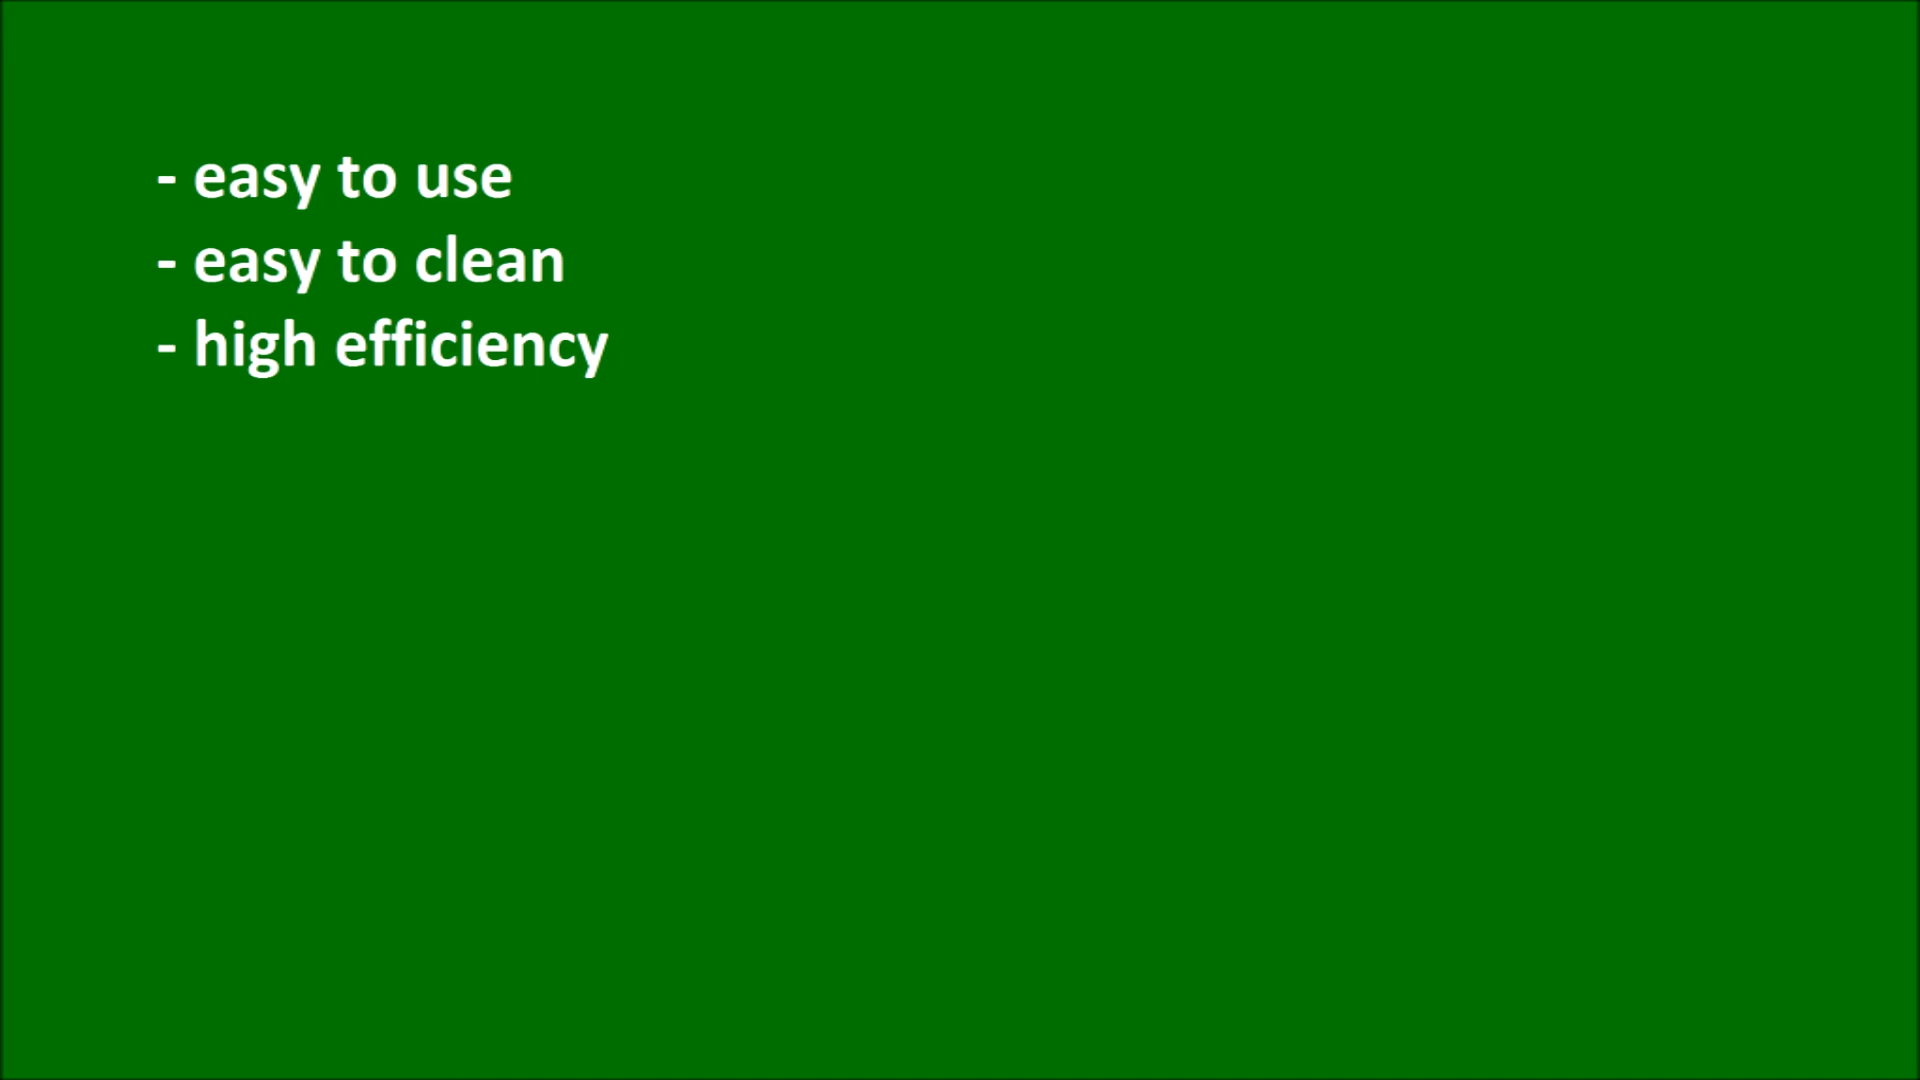 - easy to use
- easy to clean
- high efficiency